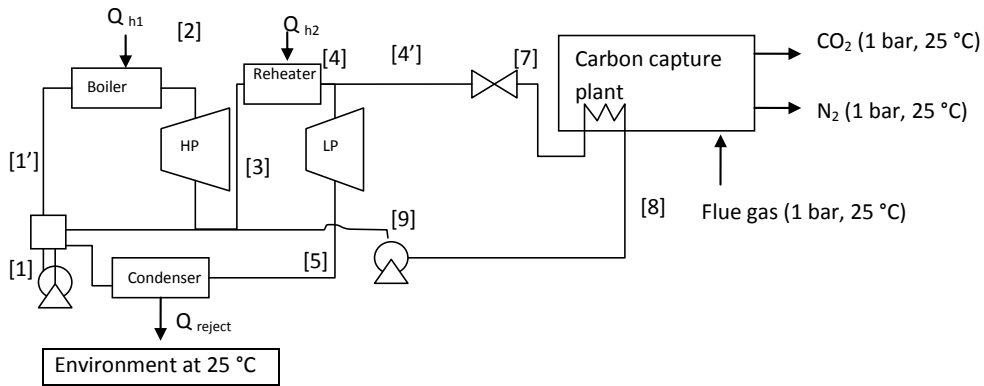 Q h1
[2]
Q h2
Boiler
Reheater
[4]
[4’]
[7]
Carbon capture
plant
CO₂ (1 bar, 25 °C)
N₂ (1 bar, 25 °C)
HP
LP
[1’]
[3]
[9]
[8]
Flue gas (1 bar, 25 °C)
[1]
Condenser
[5]
Q reject
Environment at 25 °C